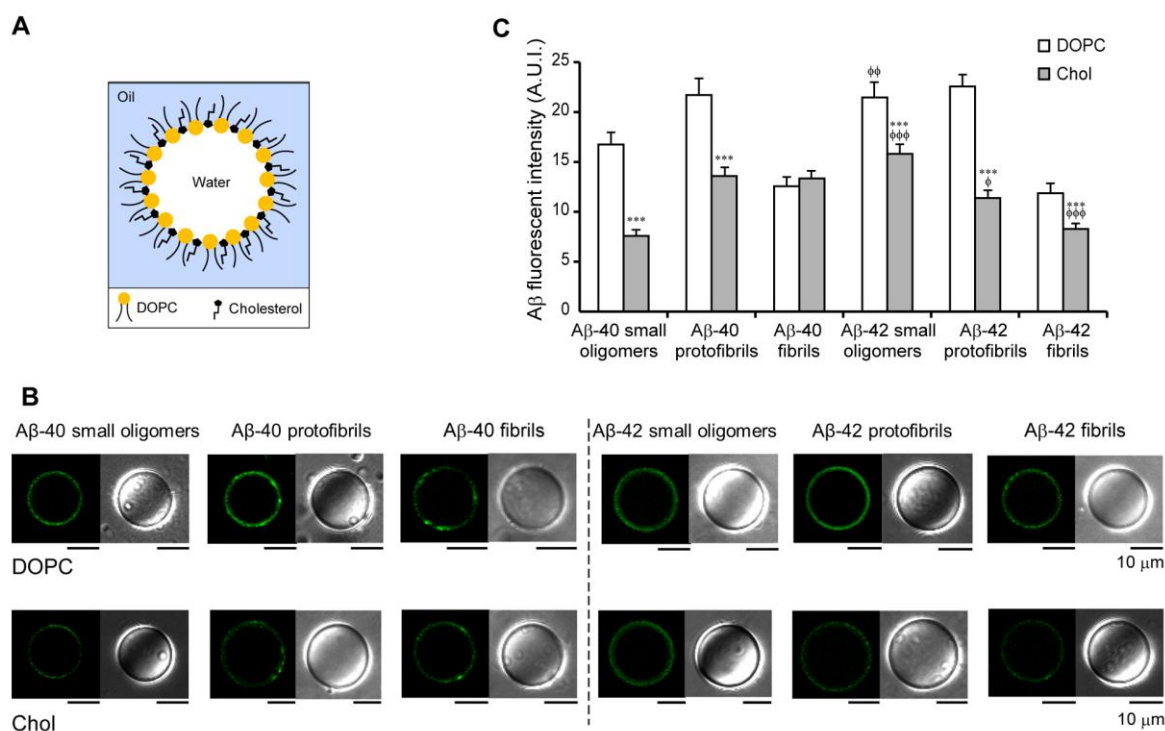 A
Oil
Water
DOPC
Cholesterol
C
Aβ fluorescent intensity (A.U.I.)
25
20
15
10
5
0
DOPC
Chol
***
***
ϕϕ
***
ϕϕϕ
***
ϕ
***
ϕϕϕ
Aβ-40 small
oligomers
Aβ-40
protofibrils
Aβ-40
fibrils
Aβ-42 small
oligomers
Aβ-42
protofibrils
Aβ-42
fibrils
B
Aβ-40 small oligomers
Aβ-40 protofibrils
Aβ-40 fibrils
Aβ-42 small oligomers
Aβ-42 protofibrils
Aβ-42 fibrils
DOPC
10 μm
Chol
10 μm